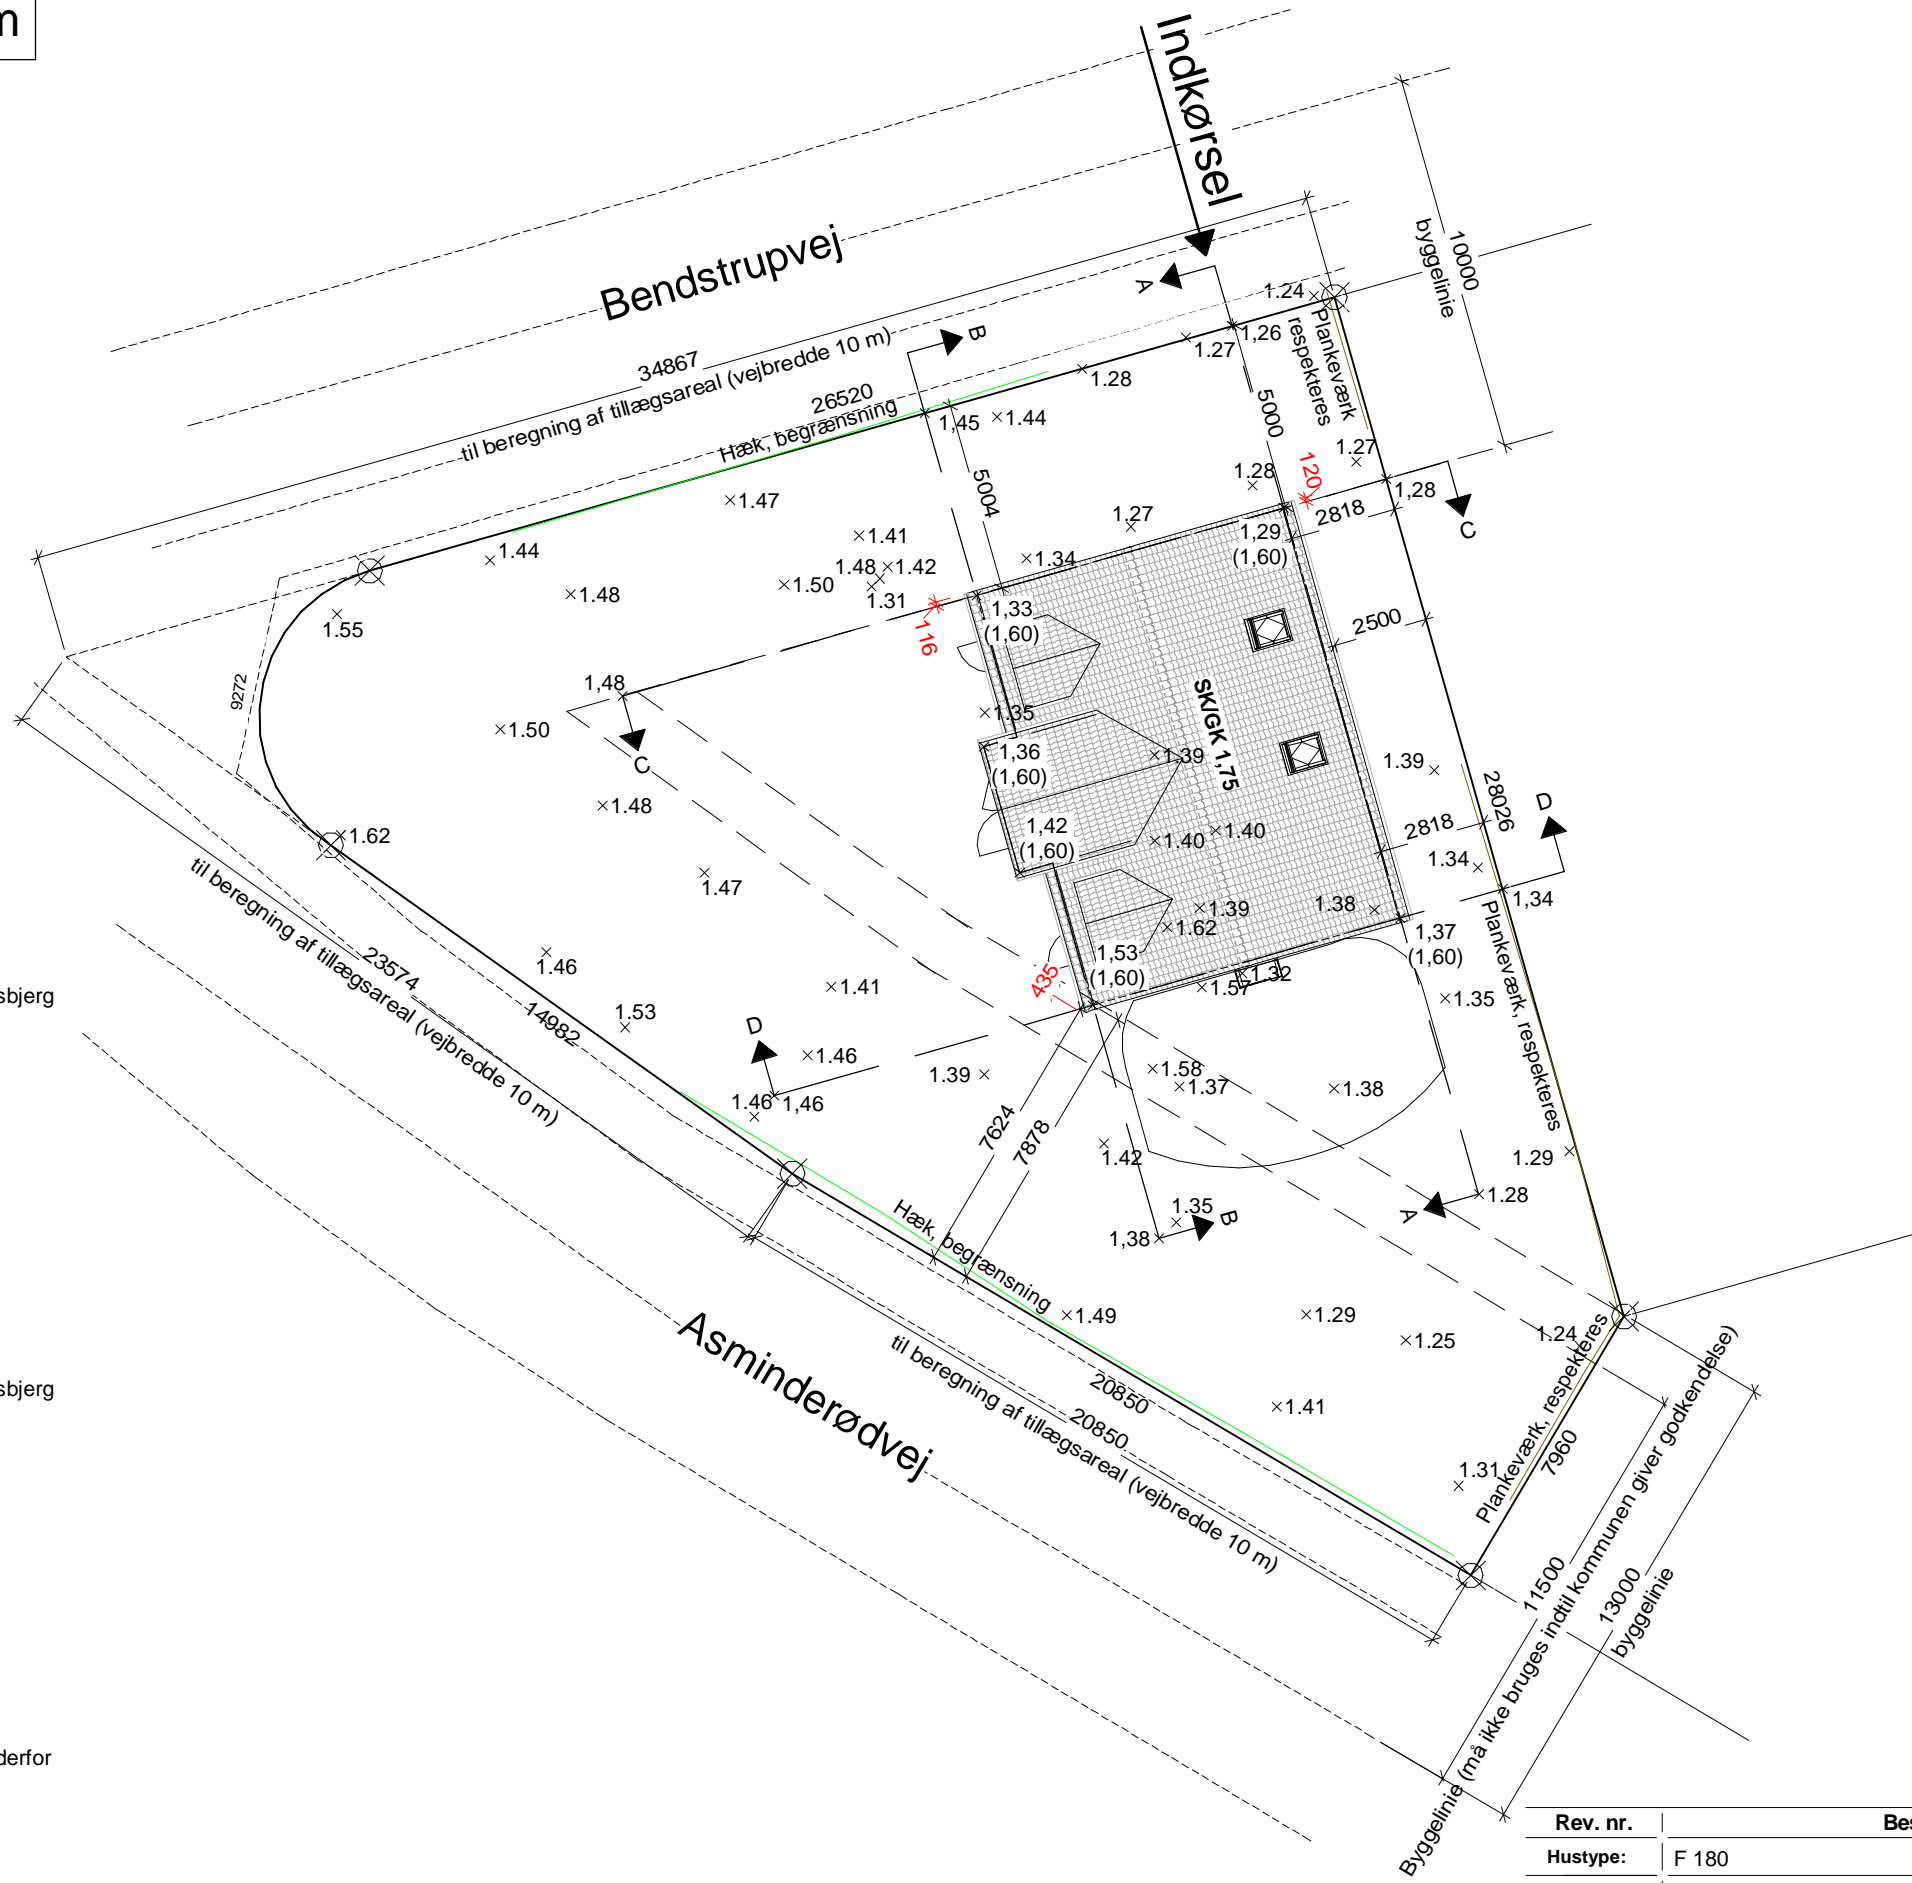 m
Indkørsel
Bendstrupvej
10000
byggelinie
34867
til beregning af tillægsareal (vejbredde 10 m)
26520
Hæk, begrænsning
A
B
1.24
1,26
1.27
1.28
Plankeværk
respekteres
1,45
1.44
5000
5004
1.27
1.28
120
1,28
C
2818
1.47
1.27
1,29
(1,60)
1.44
1.41
1.48
1.42
1.34
1.50
1.31
1.48
116
1,33
(1,60)
1.55
2500
9272
1,48
C
1.35
SK/GK 1,75
1.50
1,36
(1,60)
1.39
1.39
28026
D
1.48
1.62
1,42
(1,60)
1.40
1.40
2818
1.34
1.47
1,34
1.39
1.38
1.62
1,37
(1,60)
1,53
(1,60)
435
1.32
1.57
1.35
Plankeværk, respekteres
1.46
1.41
23574
til beregning af tillægsareal (vejbredde 10 m)
14982
1.53
D
1.46
1.39
1.46
1,46
1.58
1.37
1.38
7624
7878
1.42
1.29
1.28
A
1.35
1,38
B
Hæk, begrænsning
1.49
1.29
1.25
1.24
Asminderødvej
20850
20850
til beregning af tillægsareal (vejbredde 10 m)
1.41
1.31
Plankeværk, respekteres
7960
11500
Byggelinie (må ikke bruges indtil kommunen giver godkendelse)
13000
byggelinie
sbjerg
sbjerg
derfor
Rev. nr.
Bes
Hustype:
F 180